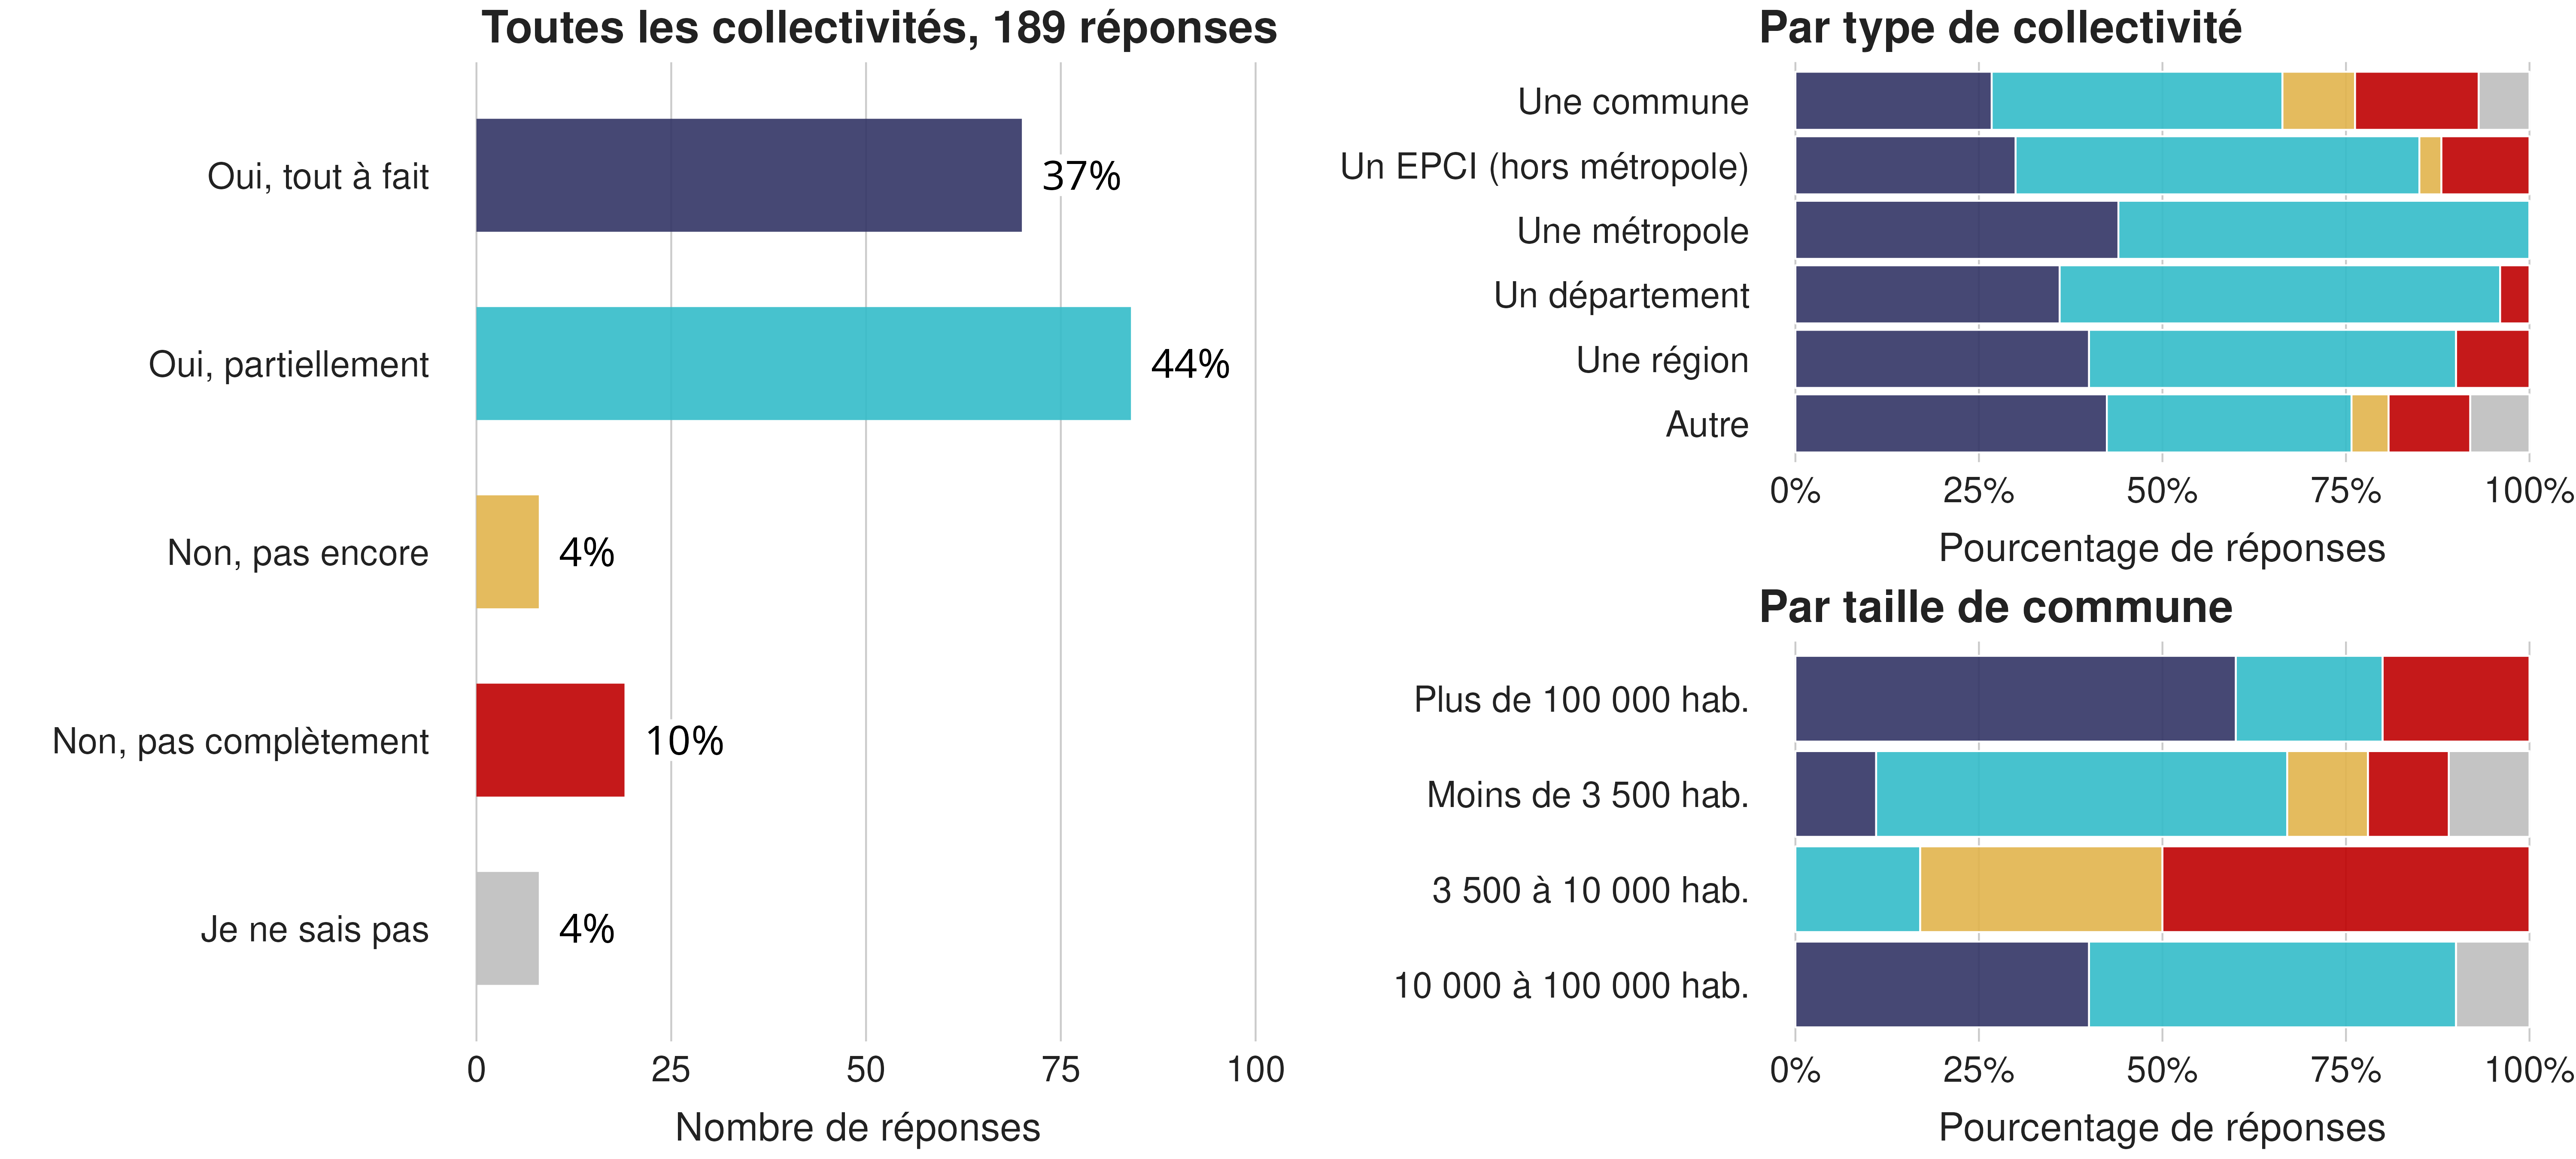 Toutes les collectivités, 189 réponses
Oui, tout à fait
37%
Oui, partiellement
44%
Non, pas encore
4%
Non, pas complètement
10%
Je ne sais pas
4%
0 25 50 75 100
Nombre de réponses
Par type de collectivité
Une commune
Un EPCI (hors métropole)
Une métropole
Un département
Une région
Autre
0% 25% 50% 75% 100%
Pourcentage de réponses
Par taille de commune
Plus de 100 000 hab.
Moins de 3 500 hab.
3 500 à 10 000 hab.
10 000 à 100 000 hab.
0% 25% 50% 75% 100%
Pourcentage de réponses